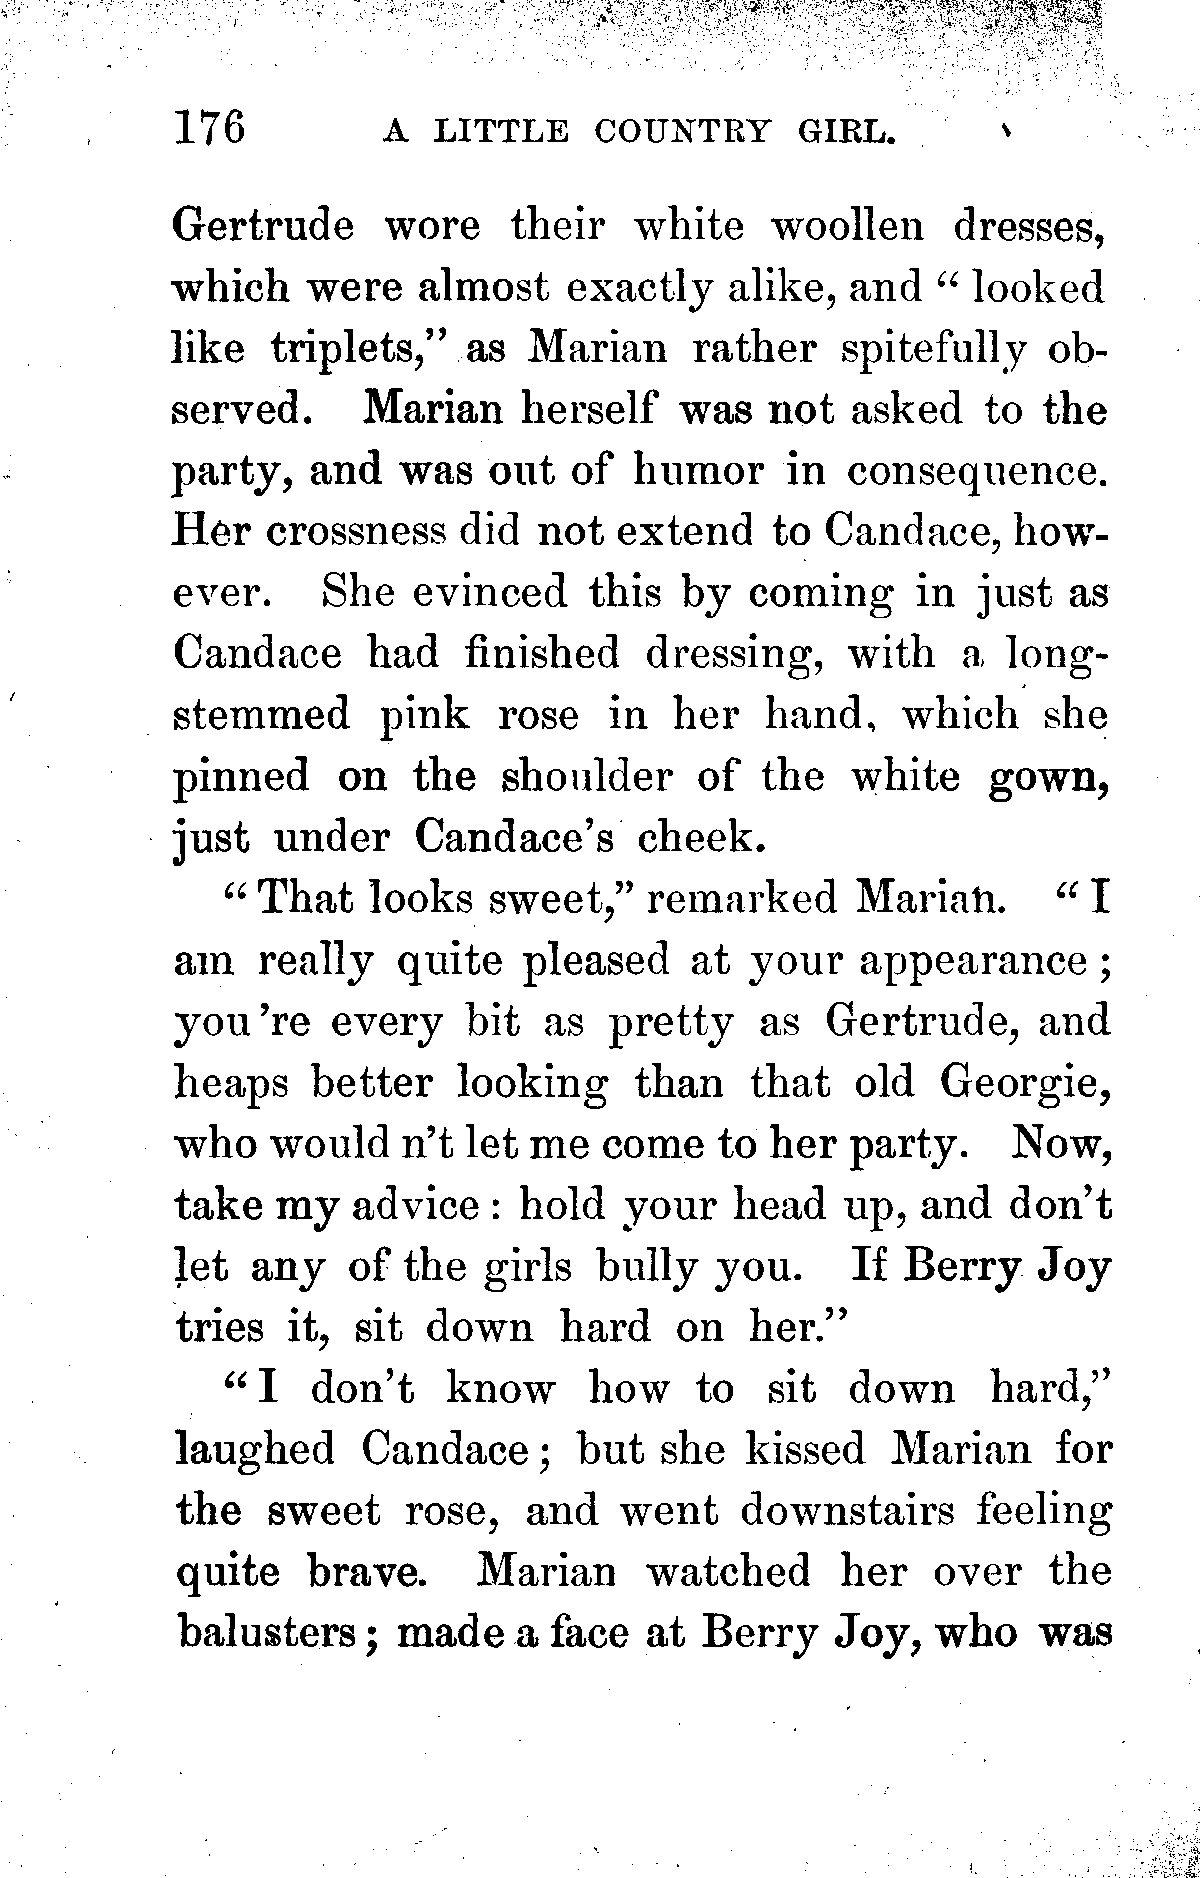 176 A LITTLE COUNTRY GIRL.
Gertrude wore their white woollen dresses,
which were almost exactly alike, and “ looked
like triplets,” as Marian rather spitefully ob-
served. Marian herself was not asked to the
party, and was out of humor in consequence.
Her crossness did not extend to Candace, how-
ever. She evinced this by coming in just as
Candace had finished dressing, with a long-
stemmed pink rose in her hand, which she
pinned on the shoulder of the white gown,
just under Candace’s cheek.
“ That looks sweet,” remarked Marian. “ I
am really quite pleased at your appearance ;
you ’re every bit as pretty as Gertrude, and
heaps better looking than that old Georgie,
who would n’t let me come to her party. Now,
take my advice : hold your head up, and don’t
let any of the girls bully you. If Berry Joy
tries it, sit down hard on her.”
“ I don’t know how to sit down hard,”
laughed Candace ; but she kissed Marian for
the sweet rose, and went downstairs feeling
quite brave. Marian watched her over the
balusters ; made a face at Berry Joy, who was